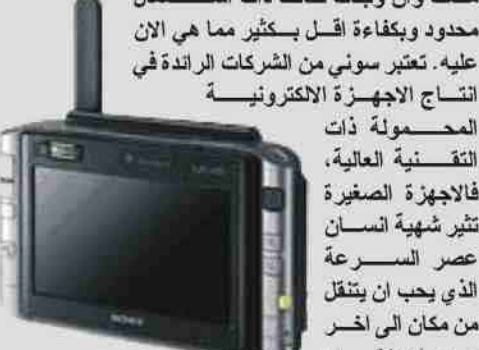 محدود وبكفاءة اقل بكثير مما هي الان
عليه. تعتبر سوني من الشركات الرائدة في
انتاج الاجهزة الالكترونية
المحمولة ذات
التقنية العالية،
فالاجهزة الصغيرة
تثير شهية انسان
عصر السرعة
الذي يحب ان يتنقل
من مكان الى اخر
SONY